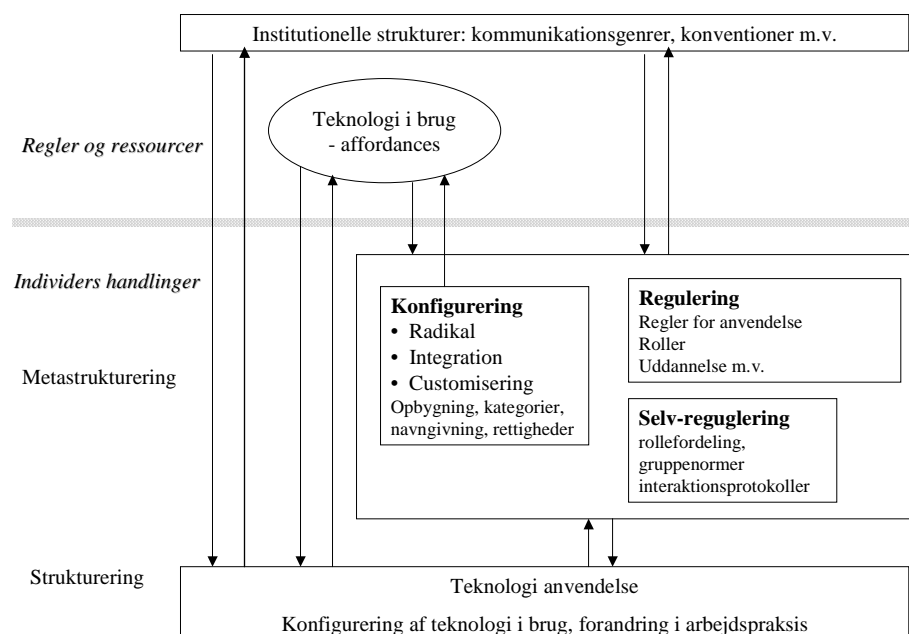 Institutionelle strukturer: kommunikationsgenrer, konventioner m.v.
Teknologi i brug
- affordances
Regler og ressourcer
Individers handlinger
Konfigurering
• Radikal
• Integration
• Customisering
Opbygning, kategorier,
navngivning, rettigheder
Regulering
Regler for anvendelse
Roller
Uddannelse m.v.
Metastrukturering
Selv-reguglering
rollefordeling,
gruppenormer
interaktionsprotokoller
Strukturering
Teknologi anvendelse
Konfigurering af teknologi i brug, forandring i arbejdspraksis